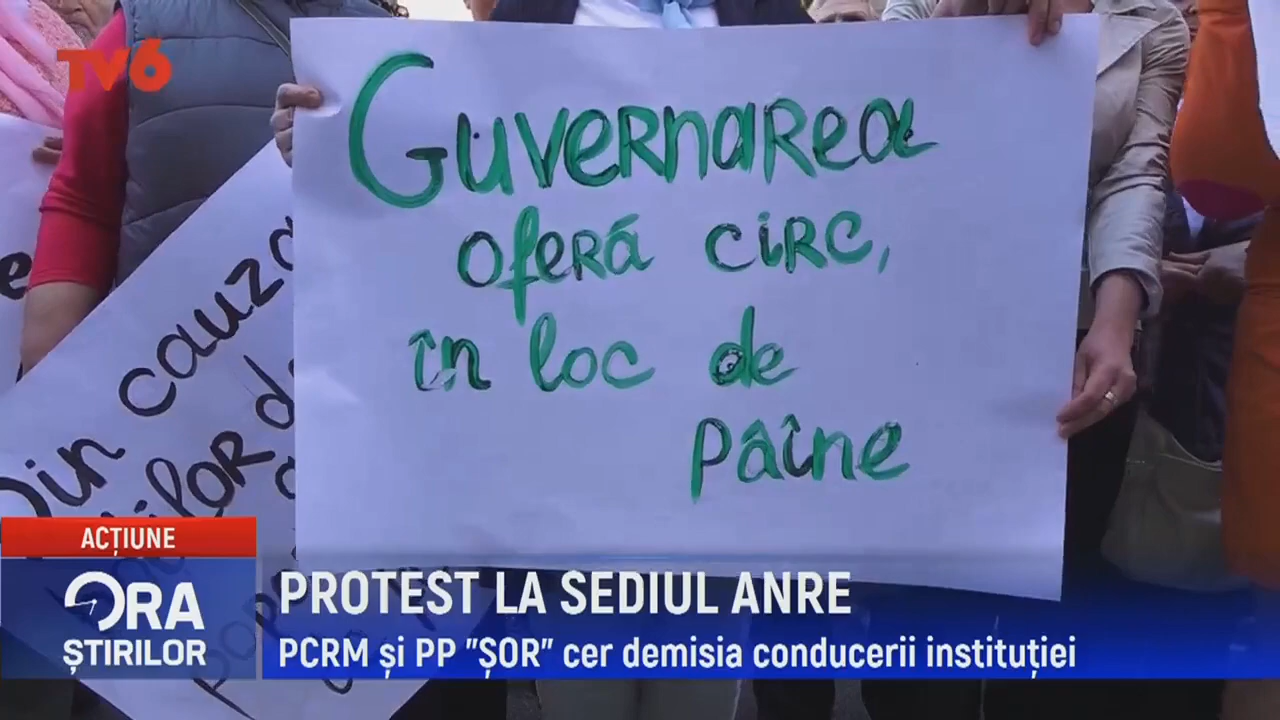 TV6
Guvernarea
oferă circ,
în loc de
pâîne
Din cauza
ACȚIUNE
ORA
ȘTIRILOR
PROTEST LA SEDIUL ANRE
PCRM și PP "ȘOR" cer demisia conducerii instituției